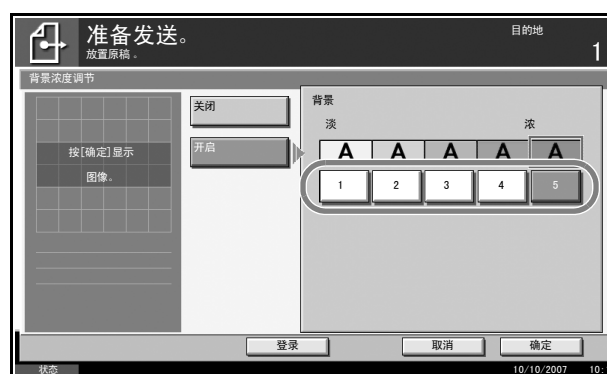 准备发送。
放置原稿。
目的地
1
背景浓度调节
按[确定]显示
图像。
关闭
开启
背景
淡 浓
A A A A A
1 2 3 4 5
登录 取消 确定
状态 10/10/2007 10: